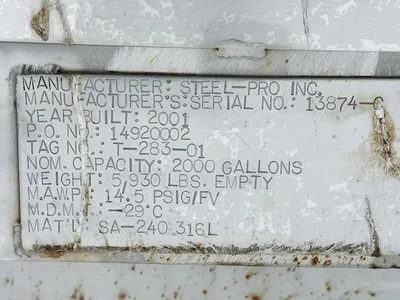 MANUFACTURER: STEEL-PRO INC.
MANUFACTURER'S: SERIAL NO.: 13874-0
YEAR BUILT: 2001
P.O. NO.: 14920002
TAG NO.: T-283-01
NOM. CAPACITY: 2000 GALLONS
WEIGHT: 5,930 LBS. EMPTY
M.A.W.P.: 14.5 PSIG/FV
M.D.M.T.: -29°C
MAT'L: SA-240 316L